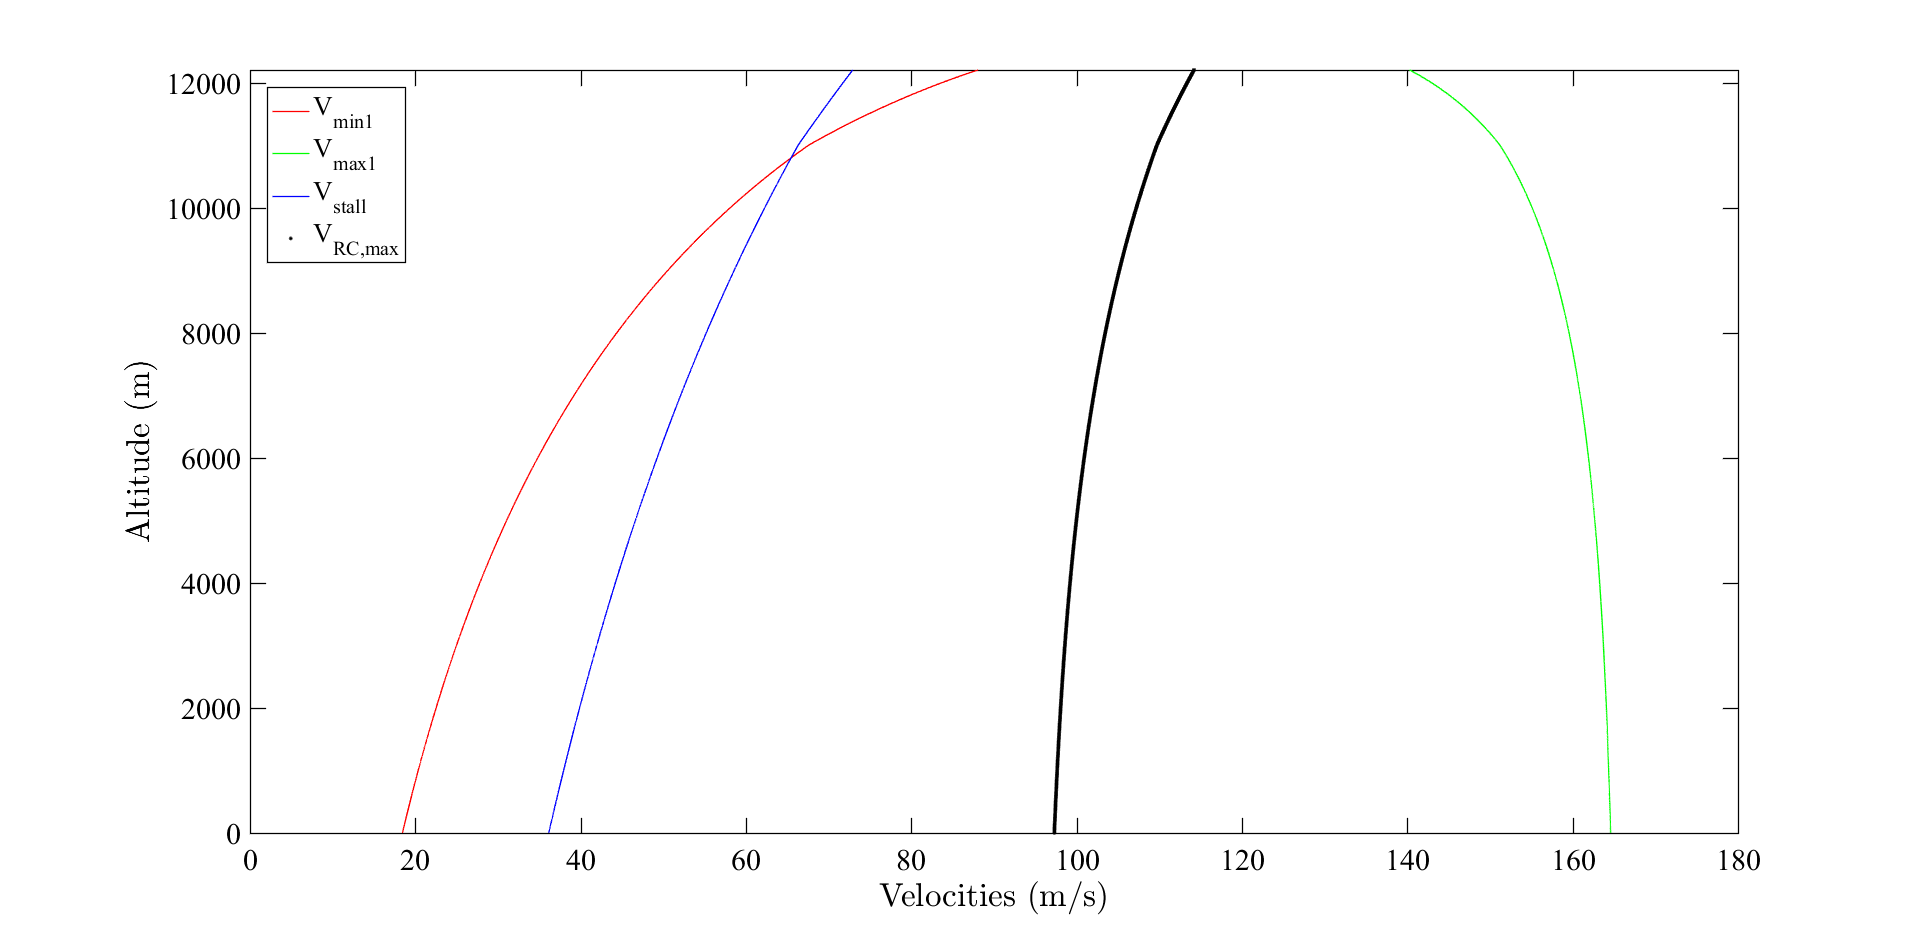 12000
10000
8000
6000
4000
2000
0
Altitude (m)
V_min1
V_max1
V_stall
V_RC,max
0 20 40 60 80 100 120 140 160 180
Velocities (m/s)